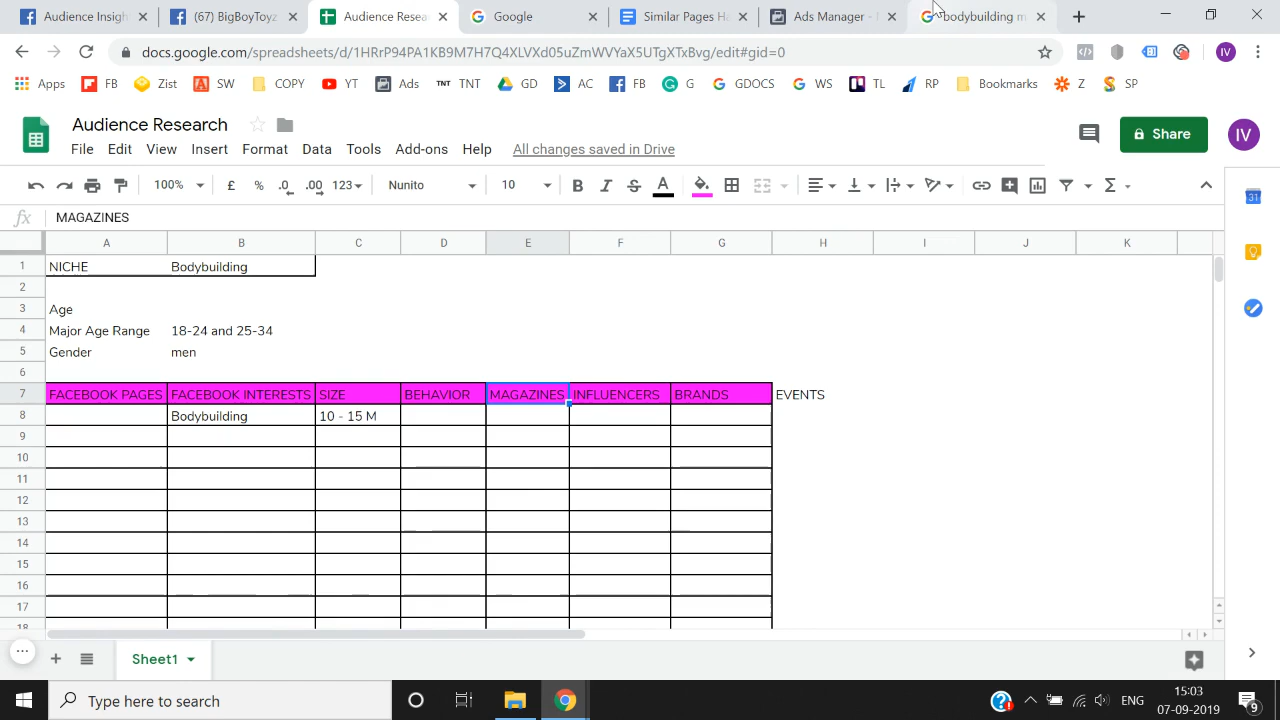 Audience Insigh
(67) BigBoyToyz
Audience Resea
Google
Similar Pages Ha
Ads Manager -
bodybuilding m
docs.google.com/spreadsheets/d/1HRrP94PA1KB9M7H7Q4XLVXd05uZmWVYaX5UTgXTxBvg/edit#gid=0
IV
Apps FB Zist SW COPY YT Ads TNT TNT GD AC FB G GDOCS WS TL RP Bookmarks Z SP
Audience Research
Share
IV
File Edit View Insert Format Data Tools Add-ons Help All changes saved in Drive
100% £ % .0 .00 123 Nunito 10 B I S A Σ
31
fx MAGAZINES
A B C D E F G H I J K
1 NICHE Bodybuilding
2
3 Age
4 Major Age Range 18-24 and 25-34
5 Gender men
6
7 FACEBOOK PAGES FACEBOOK INTERESTS SIZE BEHAVIOR MAGAZINES INFLUENCERS BRANDS EVENTS
8 Bodybuilding 10 - 15 M
9
10
11
12
13
14
15
16
17
18
Sheet1
Type here to search
ENG
15:03
07-09-2019
9